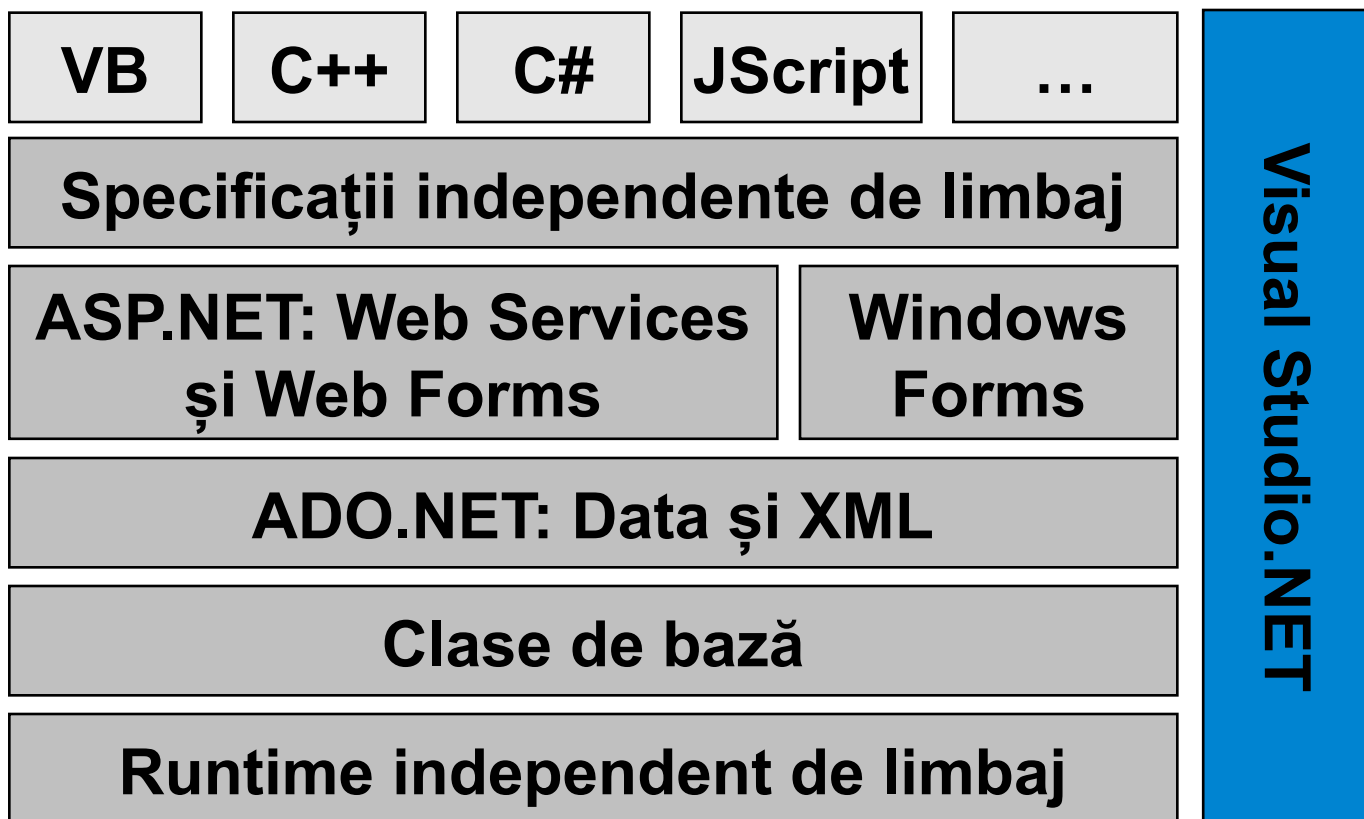 VB
C++
C#
JScript
…
Specificații independente de limbaj
ASP.NET: Web Services
și Web Forms
Windows
Forms
ADO.NET: Data și XML
Clase de bază
Runtime independent de limbaj
Visual Studio.NET